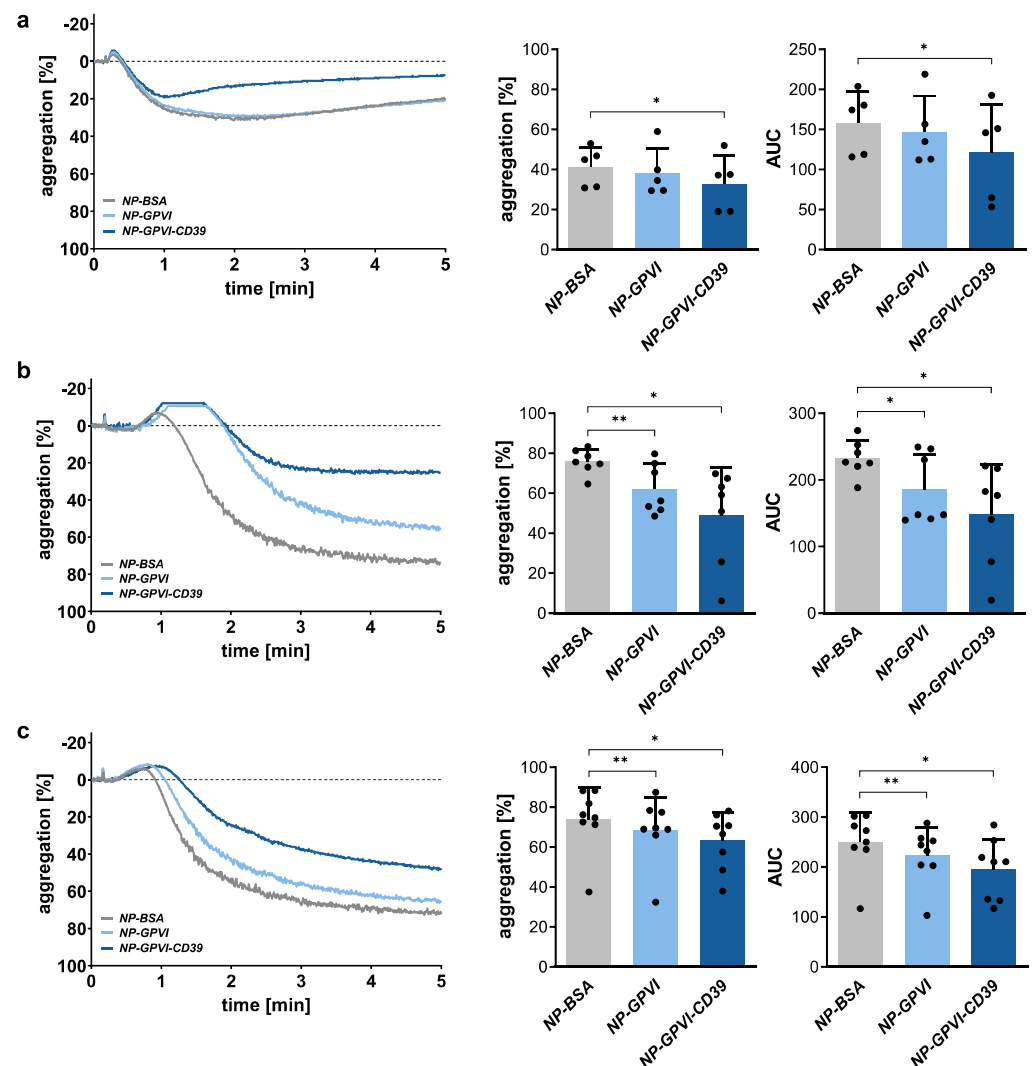 a
aggregation [%]
-20
0
20
40
60
80
100
NP-BSA
NP-GPVI
NP-GPVI-CD39
0 1 2 3 4 5
time [min]
aggregation [%]
100
80
60
40
20
0
*
NP-BSA
NP-GPVI
NP-GPVI-CD39
AUC
250
200
150
100
50
0
*
NP-BSA
NP-GPVI
NP-GPVI-CD39
b
aggregation [%]
-20
0
20
40
60
80
100
NP-BSA
NP-GPVI
NP-GPVI-CD39
0 1 2 3 4 5
time [min]
aggregation [%]
100
80
60
40
20
0
*
**
NP-BSA
NP-GPVI
NP-GPVI-CD39
AUC
300
200
100
0
*
*
NP-BSA
NP-GPVI
NP-GPVI-CD39
c
aggregation [%]
-20
0
20
40
60
80
100
NP-BSA
NP-GPVI
NP-GPVI-CD39
0 1 2 3 4 5
time [min]
aggregation [%]
100
80
60
40
20
0
*
**
NP-BSA
NP-GPVI
NP-GPVI-CD39
AUC
400
300
200
100
0
*
**
NP-BSA
NP-GPVI
NP-GPVI-CD39